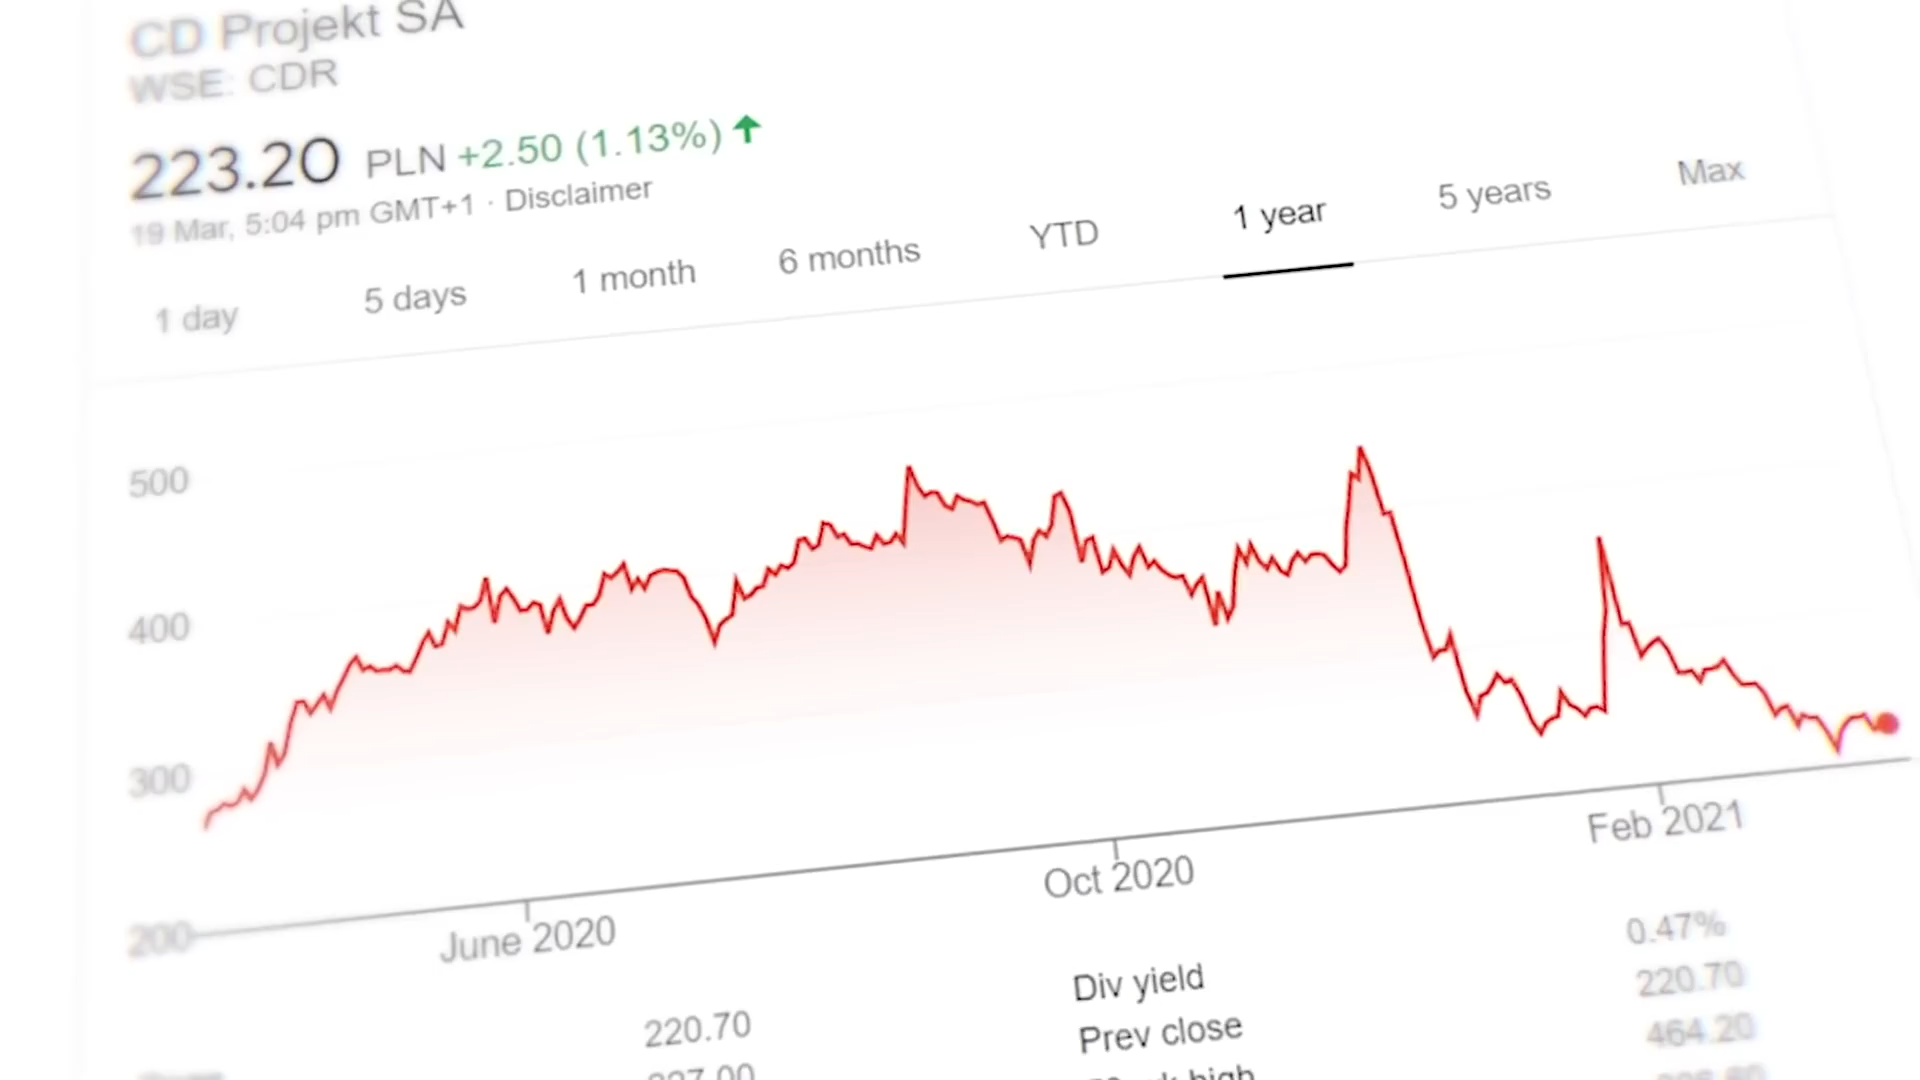 CD Projekt SA
WSE: CDR
223.20 PLN +2.50 (1.13%)
19 Mar, 5:04 pm GMT+1 · Disclaimer
1 day 5 days 1 month 6 months YTD 1 year 5 years Max
500
400
300
200
June 2020 Oct 2020 Feb 2021
220.70
Div yield 0.47%
Prev close 220.70
high 464.20